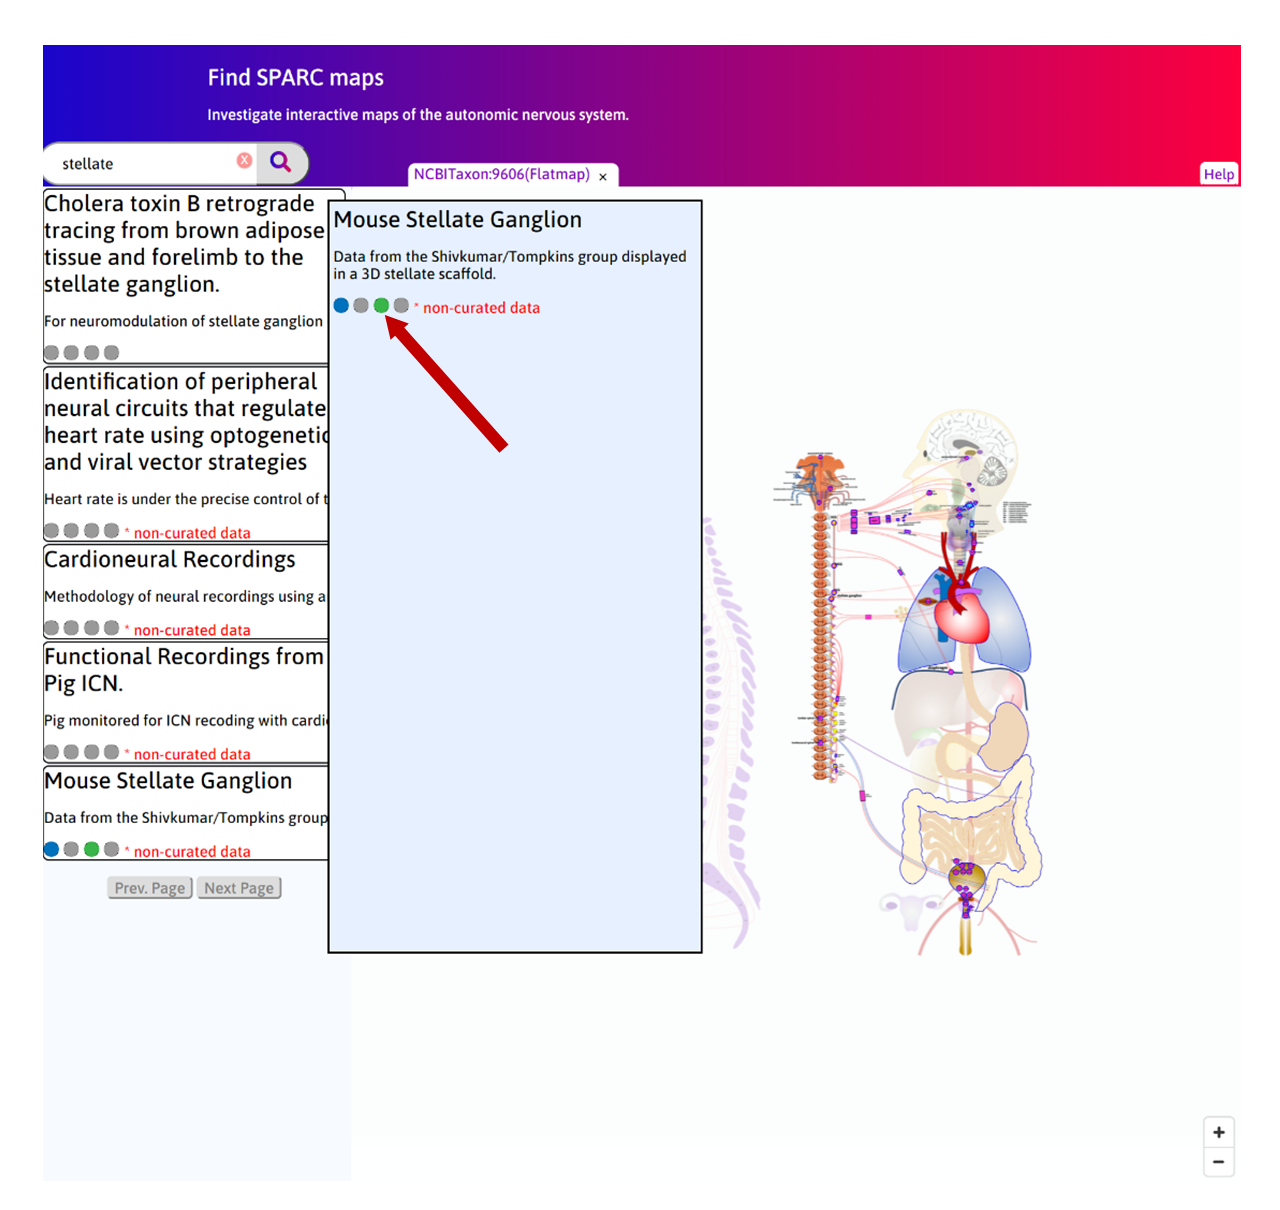 Find SPARC maps
Investigate interactive maps of the autonomic nervous system.
stellate
X
NCBITaxon:9606(Flatmap) x
Help
Cholera toxin B retrograde
tracing from brown adipose
tissue and forelimb to the
stellate ganglion.
For neuromodulation of stellate ganglion
Identification of peripheral
neural circuits that regulate
heart rate using optogenetic
and viral vector strategies
Heart rate is under the precise control of t
* non-curated data
Cardioneural Recordings
Methodology of neural recordings using a
* non-curated data
Functional Recordings from
Pig ICN.
Pig monitored for ICN recoding with cardi
* non-curated data
Mouse Stellate Ganglion
Data from the Shivkumar/Tompkins group
* non-curated data
Prev. Page Next Page
Mouse Stellate Ganglion
Data from the Shivkumar/Tompkins group displayed
in a 3D stellate scaffold.
* non-curated data
+
−